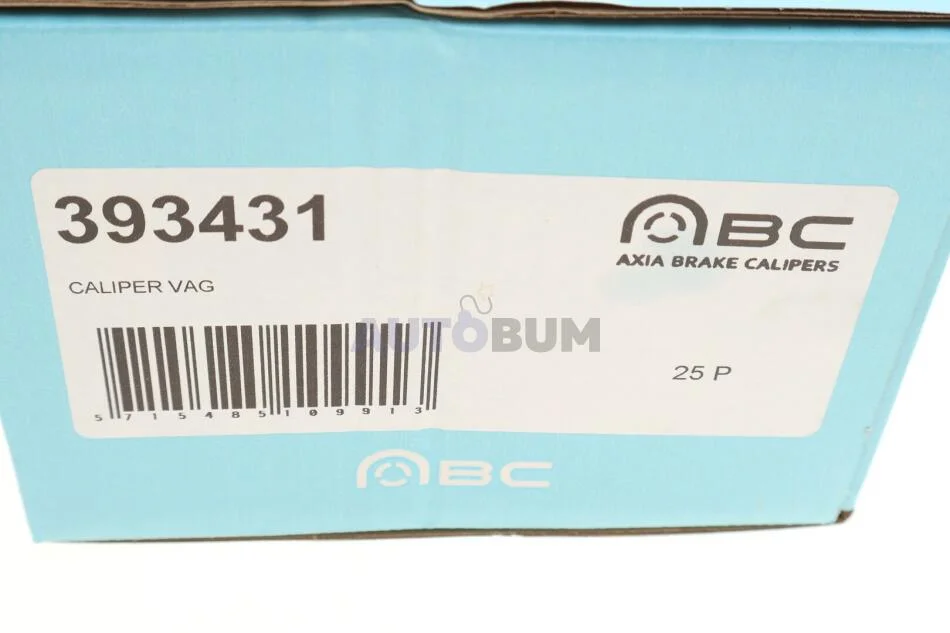 393431
ABC
AXIA BRAKE CALIPERS
CALIPER VAG
AUTOBUM
25 P
5715485109913
ABC